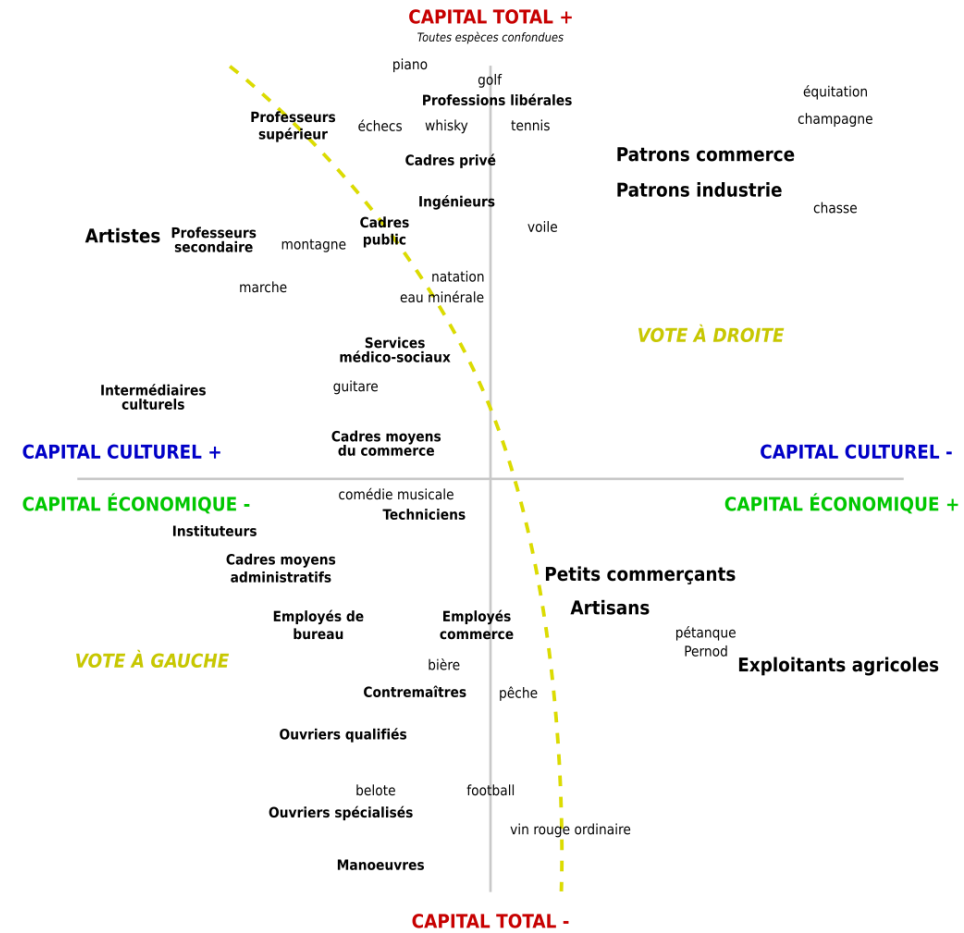 CAPITAL TOTAL +
Toutes espèces confondues
piano
golf
équitation
Professions libérales
champagne
Professeurs
supérieur
échecs
whisky
tennis
Patrons commerce
Cadres privé
Patrons industrie
Ingénieurs
chasse
Cadres
public
voile
Artistes
Professeurs
secondaire
montagne
natation
marche
eau minérale
VOTE À DROITE
Services
médico-sociaux
guitare
Intermédiaires
culturels
Cadres moyens
du commerce
CAPITAL CULTUREL +
CAPITAL CULTUREL -
CAPITAL ÉCONOMIQUE -
CAPITAL ÉCONOMIQUE +
comédie musicale
Techniciens
Instituteurs
Cadres moyens
administratifs
Petits commerçants
Artisans
Employés de
bureau
Employés
commerce
pétanque
Pernod
VOTE À GAUCHE
bière
Exploitants agricoles
Contremaîtres
pêche
Ouvriers qualifiés
belote
football
Ouvriers spécialisés
vin rouge ordinaire
Manoeuvres
CAPITAL TOTAL -